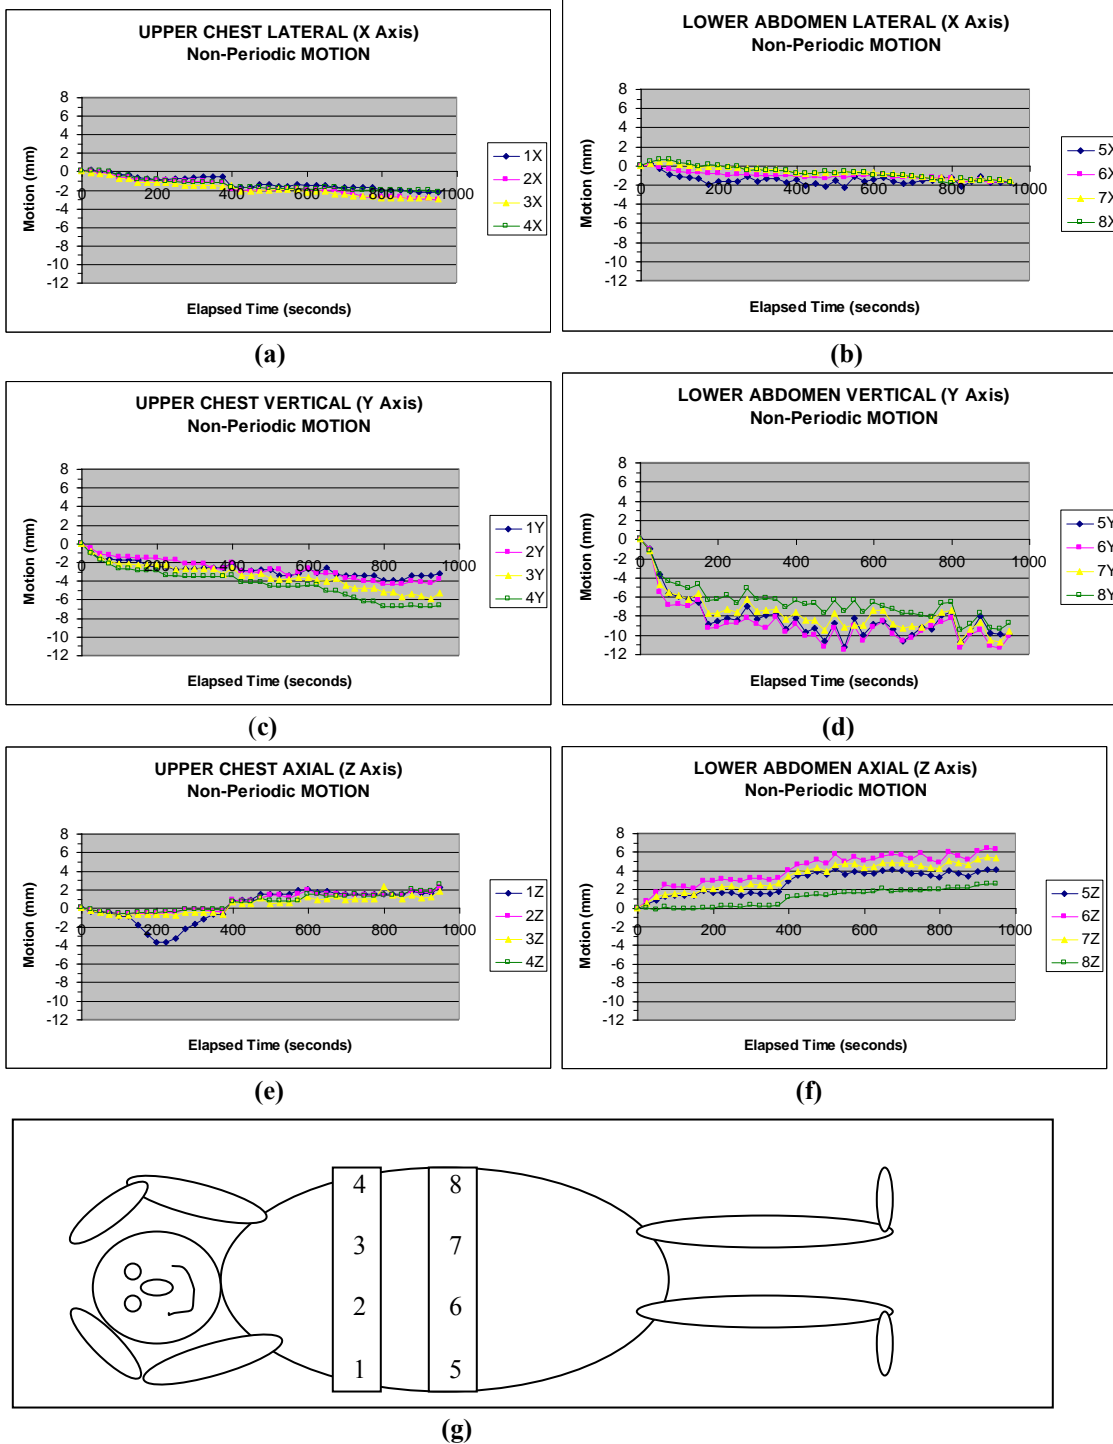 UPPER CHEST LATERAL (X Axis)
Non-Periodic MOTION
8
6
4
2
0
-2
-4
-6
-8
-10
-12
0
200
400
600
800
1000
Motion (mm)
Elapsed Time (seconds)
1X
2X
3X
4X
(a)
LOWER ABDOMEN LATERAL (X Axis)
Non-Periodic MOTION
8
6
4
2
0
-2
-4
-6
-8
-10
-12
0
200
400
600
800
1000
Motion (mm)
Elapsed Time (seconds)
5X
6X
7X
8X
(b)
UPPER CHEST VERTICAL (Y Axis)
Non-Periodic MOTION
8
6
4
2
0
-2
-4
-6
-8
-10
-12
0
200
400
600
800
1000
Motion (mm)
Elapsed Time (seconds)
1Y
2Y
3Y
4Y
(c)
LOWER ABDOMEN VERTICAL (Y Axis)
Non-Periodic MOTION
8
6
4
2
0
-2
-4
-6
-8
-10
-12
0
200
400
600
800
1000
Motion (mm)
Elapsed Time (seconds)
5Y
6Y
7Y
8Y
(d)
UPPER CHEST AXIAL (Z Axis)
Non-Periodic MOTION
8
6
4
2
0
-2
-4
-6
-8
-10
-12
0
200
400
600
800
1000
Motion (mm)
Elapsed Time (seconds)
1Z
2Z
3Z
4Z
(e)
LOWER ABDOMEN AXIAL (Z Axis)
Non-Periodic MOTION
8
6
4
2
0
-2
-4
-6
-8
-10
-12
0
200
400
600
800
1000
Motion (mm)
Elapsed Time (seconds)
5Z
6Z
7Z
8Z
(f)
4 8
3 7
2 6
1 5
(g)